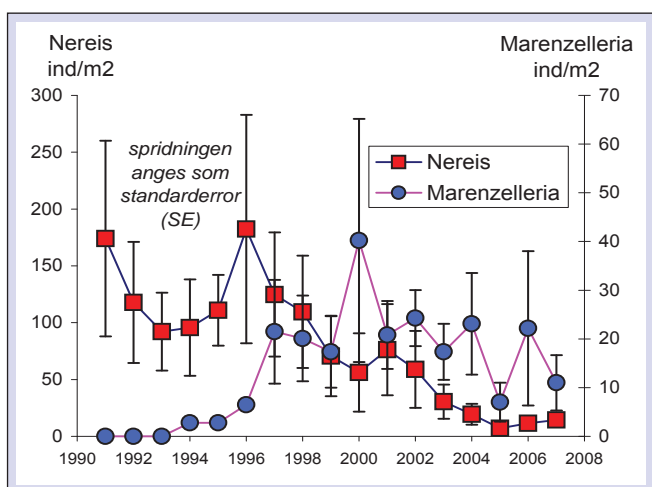 Nereis
ind/m2
Marenzelleria
ind/m2
300
250
200
150
100
50
0
70
60
50
40
30
20
10
0
spridningen
anges som
standarderror
(SE)
Nereis
Marenzelleria
1990 1992 1994 1996 1998 2000 2002 2004 2006 2008